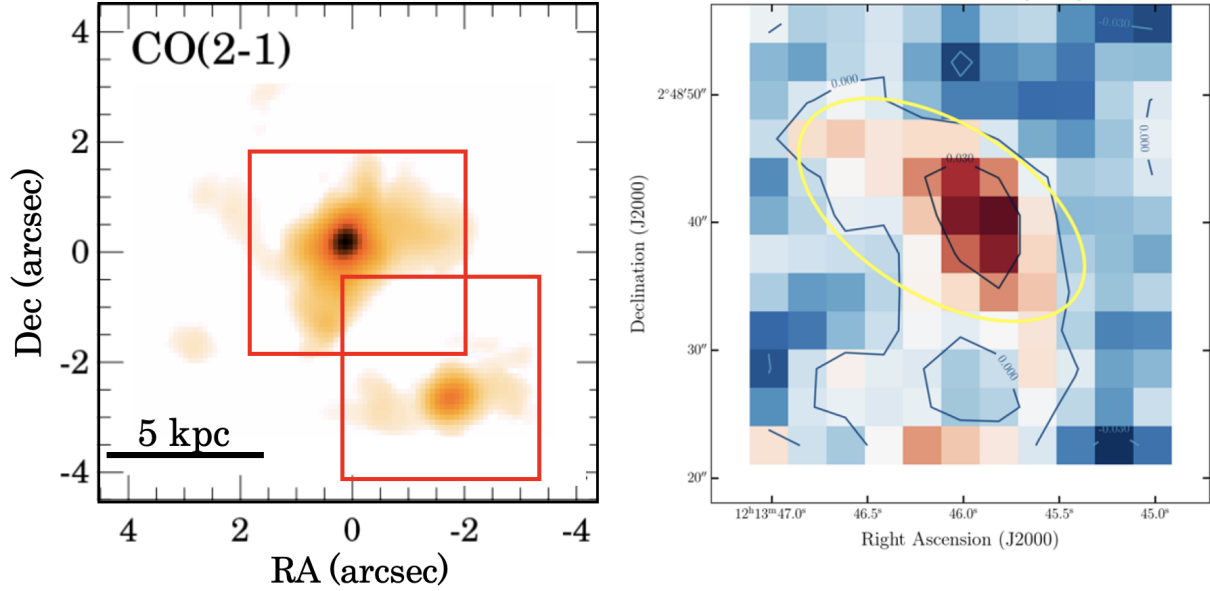 CO(2-1)
4
2
0
-2
-4
Dec (arcsec)
5 kpc
4
2
0
-2
-4
RA (arcsec)
-0.030
0.000
2°48′50″
0.000
0.030
40″
Declination (J2000)
30″
0.000
-0.030
20″
12ʰ13ᵐ47.0ˢ
46.5ˢ
46.0ˢ
45.5ˢ
45.0ˢ
Right Ascension (J2000)